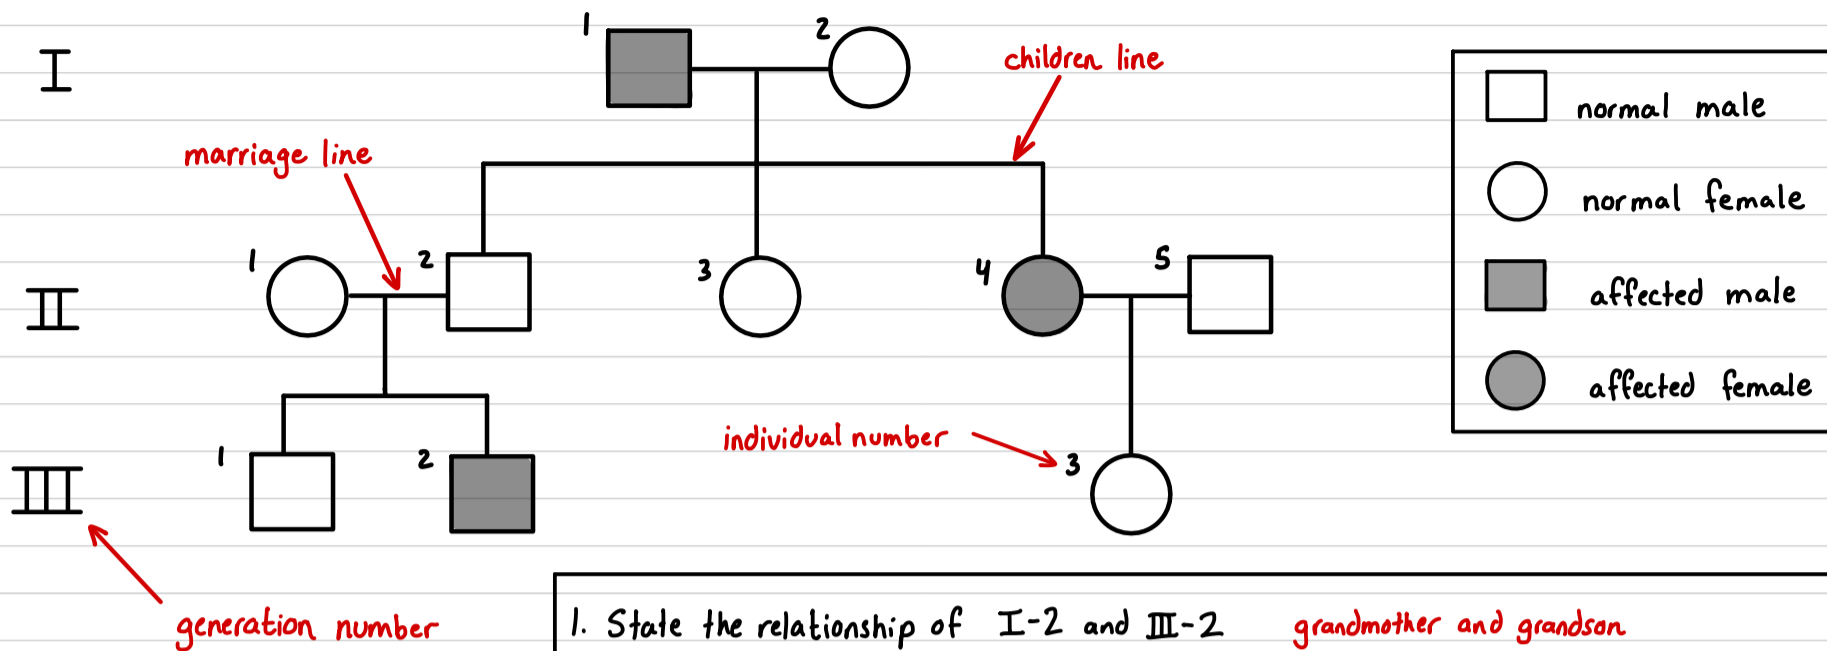 I
1
2
children line
marriage line
II
1
2
3
4
5
individual number
III
1
2
3
generation number
normal male
normal female
affected male
affected female
1. State the relationship of I-2 and III-2 grandmother and grandson